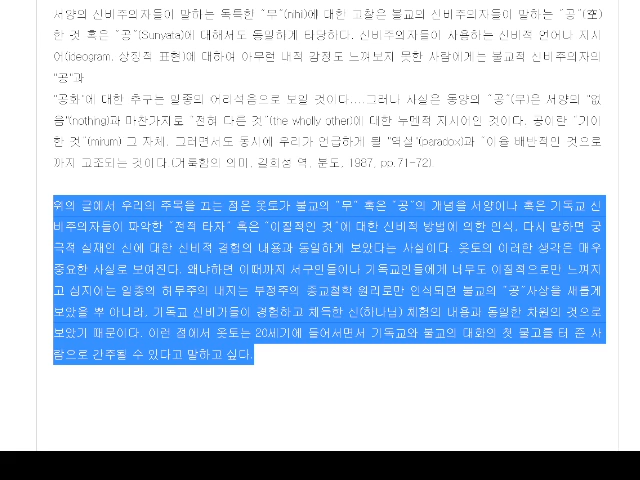 서양의 신비주의자들이 말하는 독특한 "무"(nihi)에 대한 고찰은 불교의 신비주의자들이 말하는 "공"(空)
한 것 혹은 "공"(Sunyata)에 대해서도 동일하게 타당하다. 신비주의자들이 사용하는 신비적 언어나 지시
어(ideogram, 상징적 표현)에 대하여 아무런 내적 감정도 느껴보지 못한 사람에게는 불교적 신비주의자의
"공"과
"공화"에 대한 추구는 일종의 어리석음으로 보일 것이다....그러나 사실은 동양의 "공"(무)은 서양의 "없
음"(nothing)과 마찬가지로 "전혀 다른 것"(the wholly other)에 대한 누멘적 지시어인 것이다. 공이란 "기이
한 것"(mirum) 그 자체, 그러면서도 동시에 우리가 언급하게 될 "역설"(paradox)과 "이율 배반적인 것으로
까지 고조되는 것이다.(거룩함의 의미, 길희성 역, 분도, 1987, pp.71-72).
위의 글에서 우리의 주목을 끄는 점은 옷토가 불교의 "무" 혹은 "공"의 개념을 서양이나 혹은 기독교 신
비주의자들이 파악한 "전적 타자" 혹은 "이질적인 것"에 대한 신비적 방법에 의한 인식, 다시 말하면 궁
극적 실재인 신에 대한 신비적 경험의 내용과 동일하게 보았다는 사실이다. 옷토의 이러한 생각은 매우
중요한 사실로 보여진다. 왜냐하면 이때까지 서구인들이나 기독교인들에게 너무도 이질적으로만 느껴지
고 심지어는 일종의 허무주의 내지는 부정주의 종교철학 원리로만 인식되던 불교의 "공"사상을 새롭게
보았을 뿐 아니라, 기독교 신비가들이 경험하고 체득한 신(하나님) 체험의 내용과 동일한 차원의 것으로
보았기 때문이다. 이런 점에서 옷토는 20세기에 들어서면서 기독교와 불교의 대화의 첫 물고를 터 준 사
람으로 간주될 수 있다고 말하고 싶다.